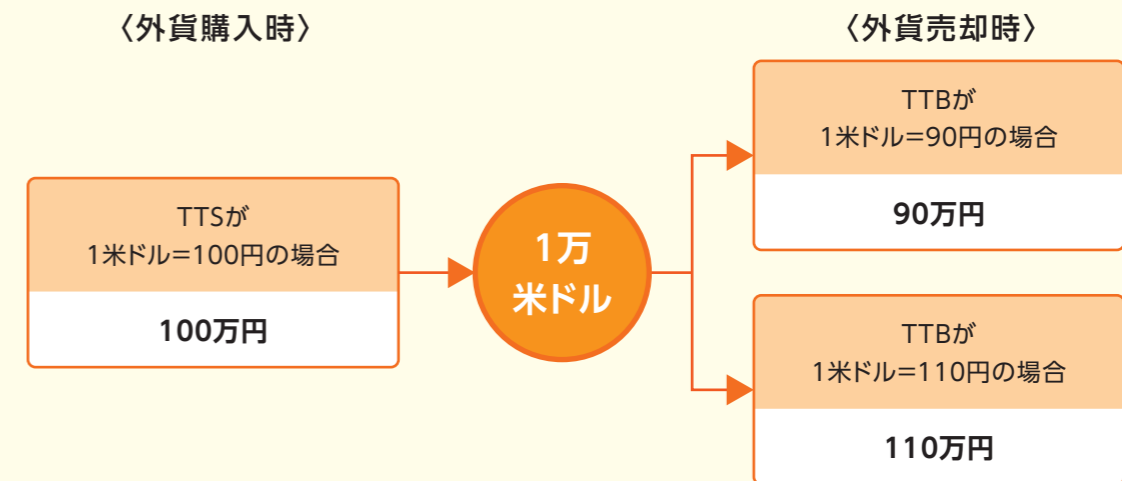 〈外貨購入時〉
TTSが
1米ドル=100円の場合
100万円
1万
米ドル
〈外貨売却時〉
TTBが
1米ドル=90円の場合
90万円
TTBが
1米ドル=110円の場合
110万円